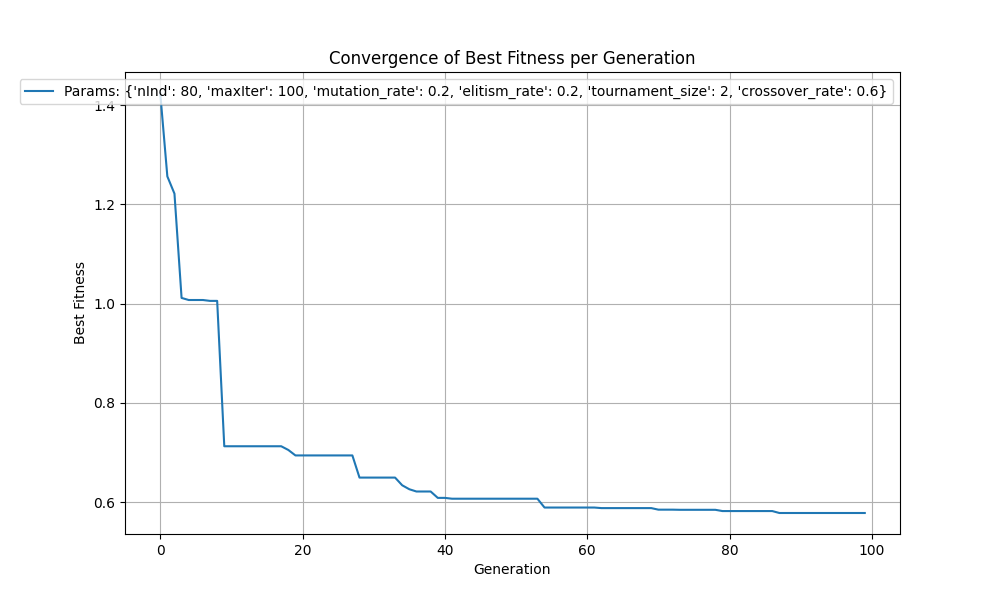 Convergence of Best Fitness per Generation
Params: {'nInd': 80, 'maxIter': 100, 'mutation_rate': 0.2, 'elitism_rate': 0.2, 'tournament_size': 2, 'crossover_rate': 0.6}
1.4
1.2
1.0
0.8
0.6
Best Fitness
0 20 40 60 80 100
Generation